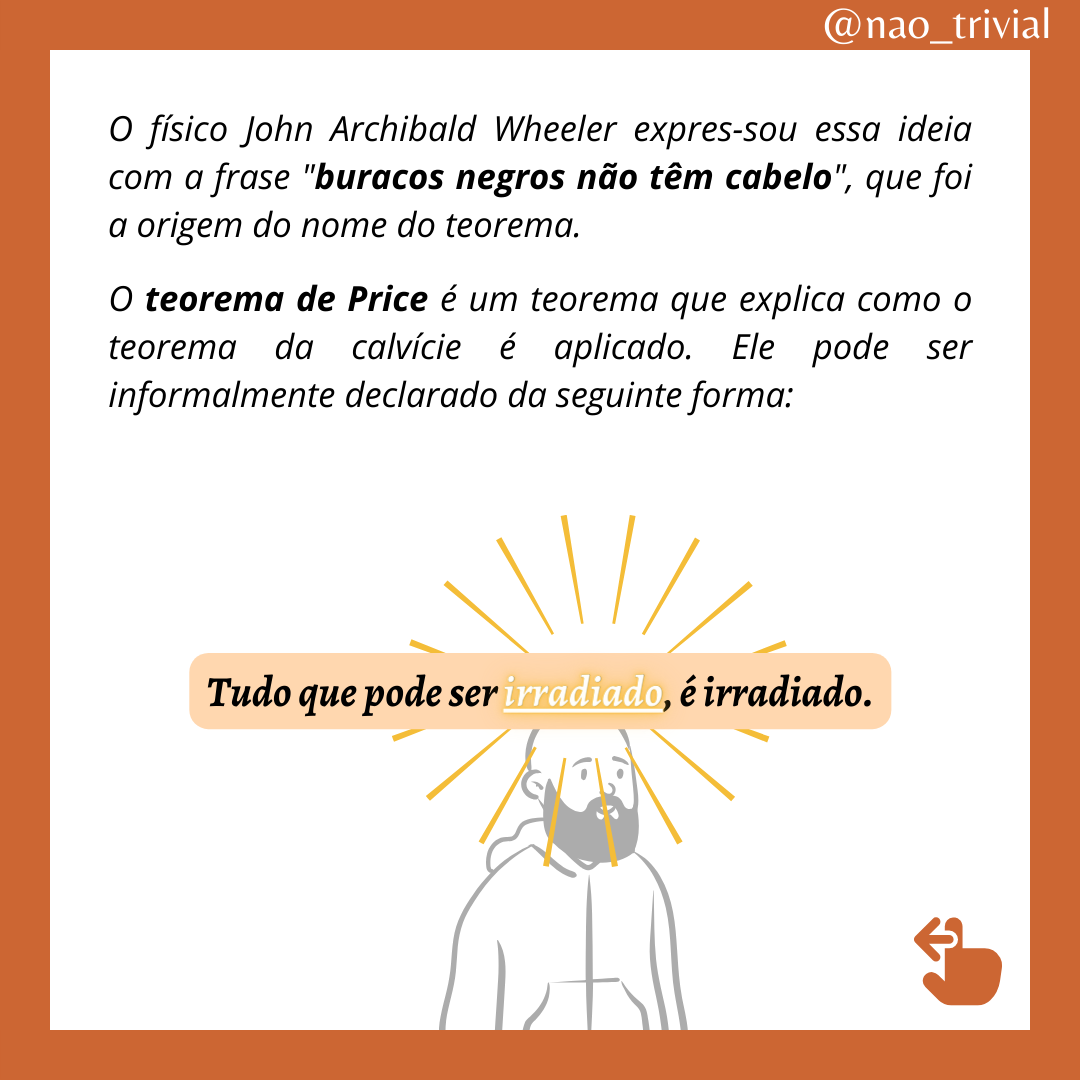 @nao_trivial
O físico John Archibald Wheeler expres-sou essa ideia
com a frase "buracos negros não têm cabelo", que foi
a origem do nome do teorema.
O teorema de Price é um teorema que explica como o
teorema da calvície é aplicado. Ele pode ser
informalmente declarado da seguinte forma:
Tudo que pode ser irradiado, é irradiado.